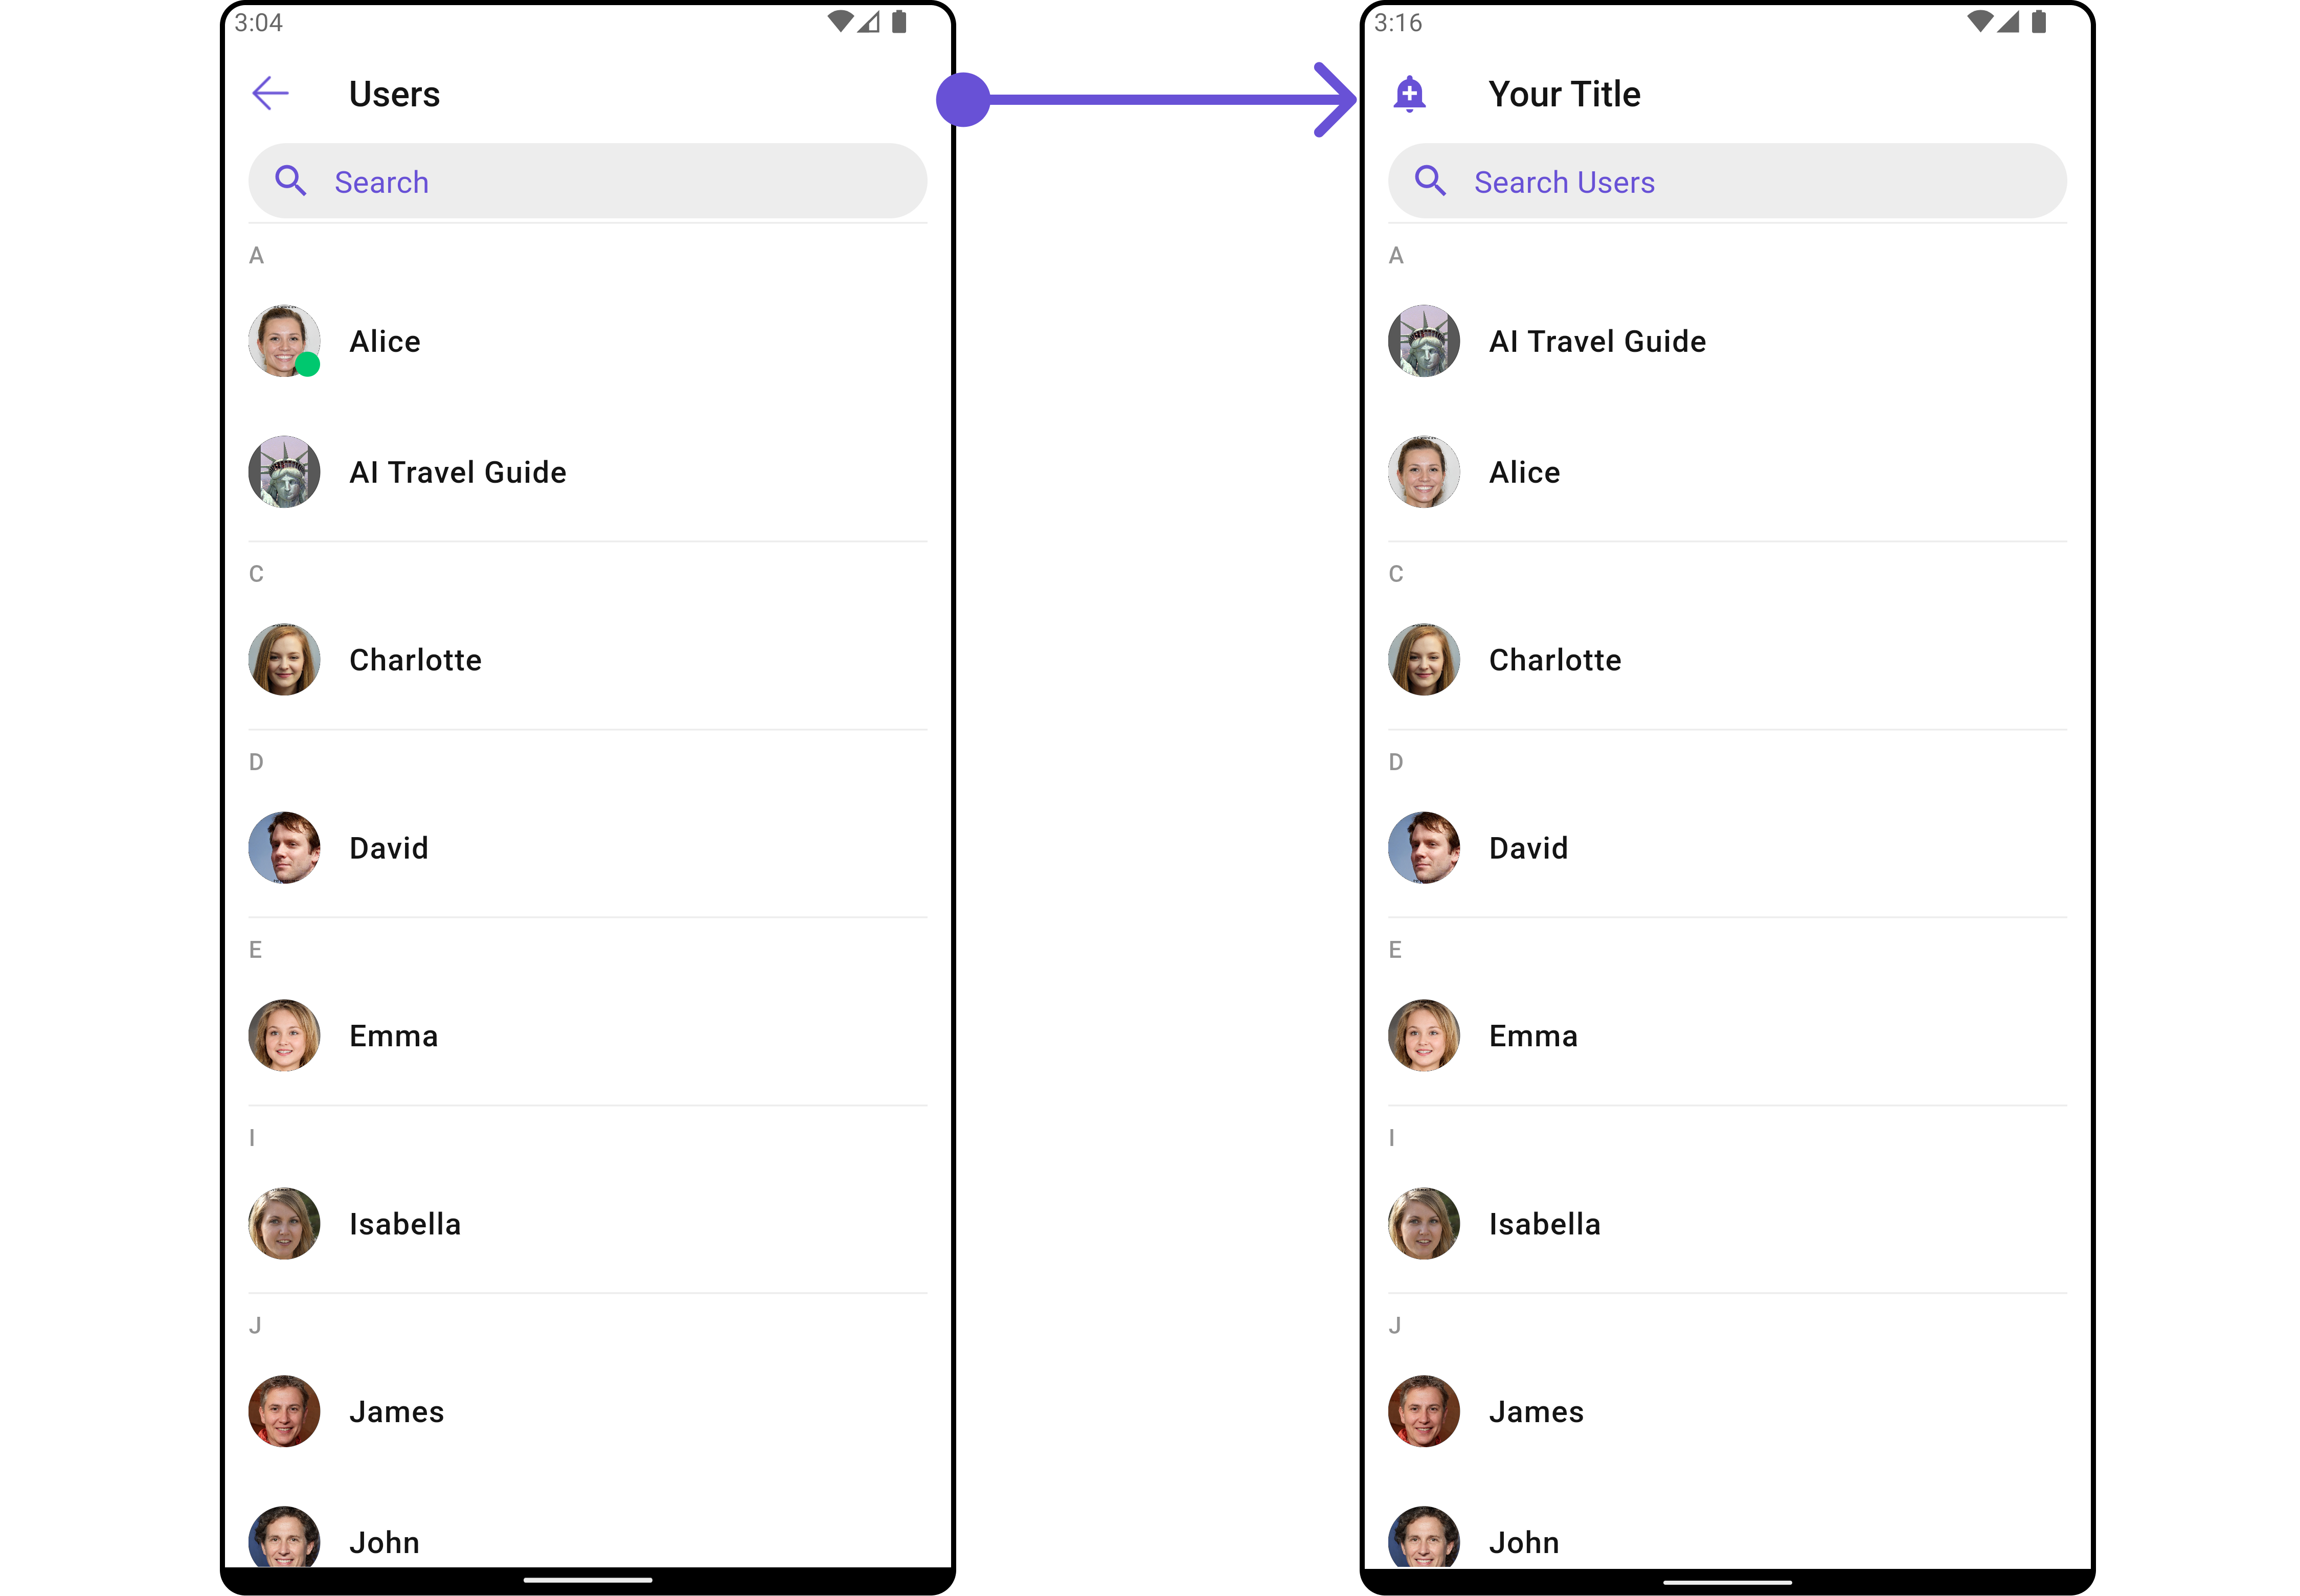 3:04
Users
Search
A
Alice
AI Travel Guide
C
Charlotte
D
David
E
Emma
I
Isabella
J
James
John
3:16
Your Title
Search Users
A
AI Travel Guide
Alice
C
Charlotte
D
David
E
Emma
I
Isabella
J
James
John